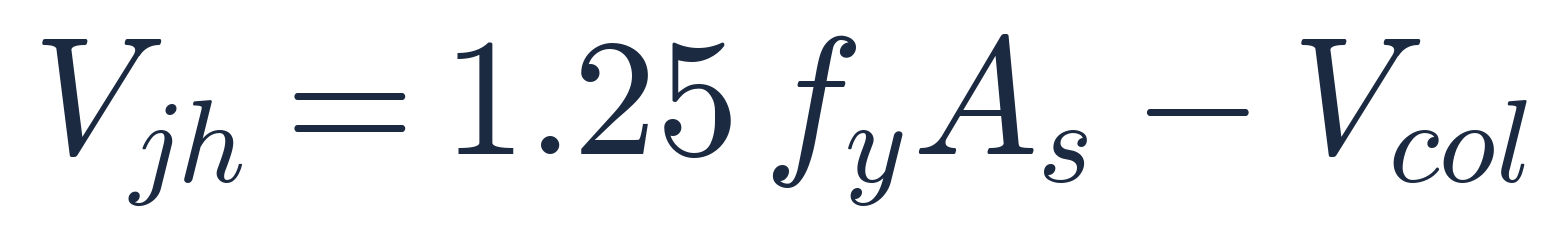 V_{jh} = 1.25 f_y A_s − V_{col}